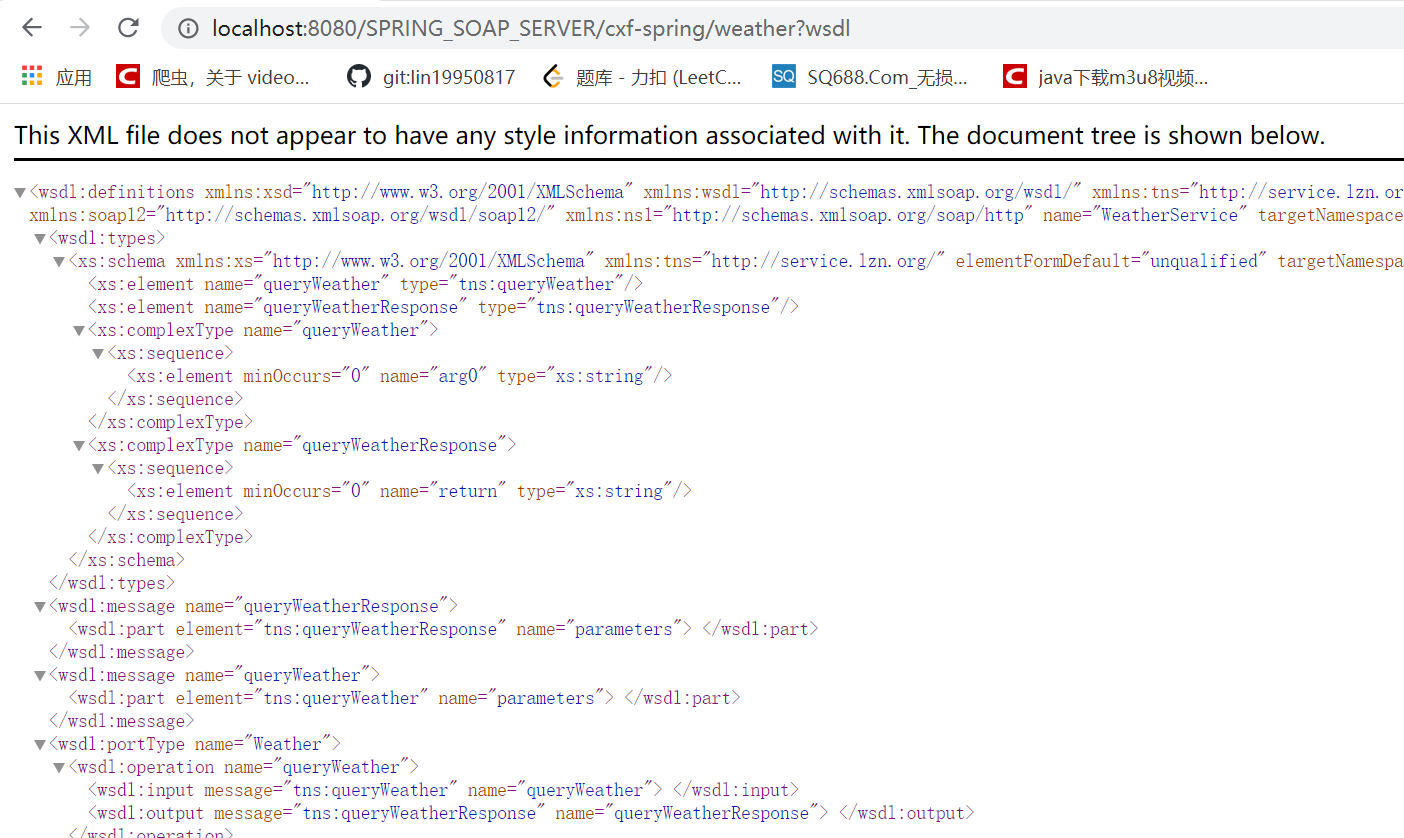 localhost:8080/SPRING_SOAP_SERVER/cxf-spring/weather?wsdl
应用 爬虫，关于 video... git:lin19950817 题库 - 力扣 (LeetC... SQ SQ688.Com_无损... java下载m3u8视频...
This XML file does not appear to have any style information associated with it. The document tree is shown below.
▼<wsdl:definitions xmlns:xsd="http://www.w3.org/2001/XMLSchema" xmlns:wsdl="http://schemas.xmlsoap.org/wsdl/" xmlns:tns="http://service.lzn.or
xmlns:soap12="http://schemas.xmlsoap.org/wsdl/soap12/" xmlns:ns1="http://schemas.xmlsoap.org/soap/http" name="WeatherService" targetNamespace
▼<wsdl:types>
▼<xs:schema xmlns:xs="http://www.w3.org/2001/XMLSchema" xmlns:tns="http://service.lzn.org/" elementFormDefault="unqualified" targetNamespa
<xs:element name="queryWeather" type="tns:queryWeather"/>
<xs:element name="queryWeatherResponse" type="tns:queryWeatherResponse"/>
▼<xs:complexType name="queryWeather">
▼<xs:sequence>
<xs:element minOccurs="0" name="arg0" type="xs:string"/>
</xs:sequence>
</xs:complexType>
▼<xs:complexType name="queryWeatherResponse">
▼<xs:sequence>
<xs:element minOccurs="0" name="return" type="xs:string"/>
</xs:sequence>
</xs:complexType>
</xs:schema>
</wsdl:types>
▼<wsdl:message name="queryWeatherResponse">
<wsdl:part element="tns:queryWeatherResponse" name="parameters"> </wsdl:part>
</wsdl:message>
▼<wsdl:message name="queryWeather">
<wsdl:part element="tns:queryWeather" name="parameters"> </wsdl:part>
</wsdl:message>
▼<wsdl:portType name="Weather">
▼<wsdl:operation name="queryWeather">
<wsdl:input message="tns:queryWeather" name="queryWeather"> </wsdl:input>
<wsdl:output message="tns:queryWeatherResponse" name="queryWeatherResponse"> </wsdl:output>
</wsdl:operation>